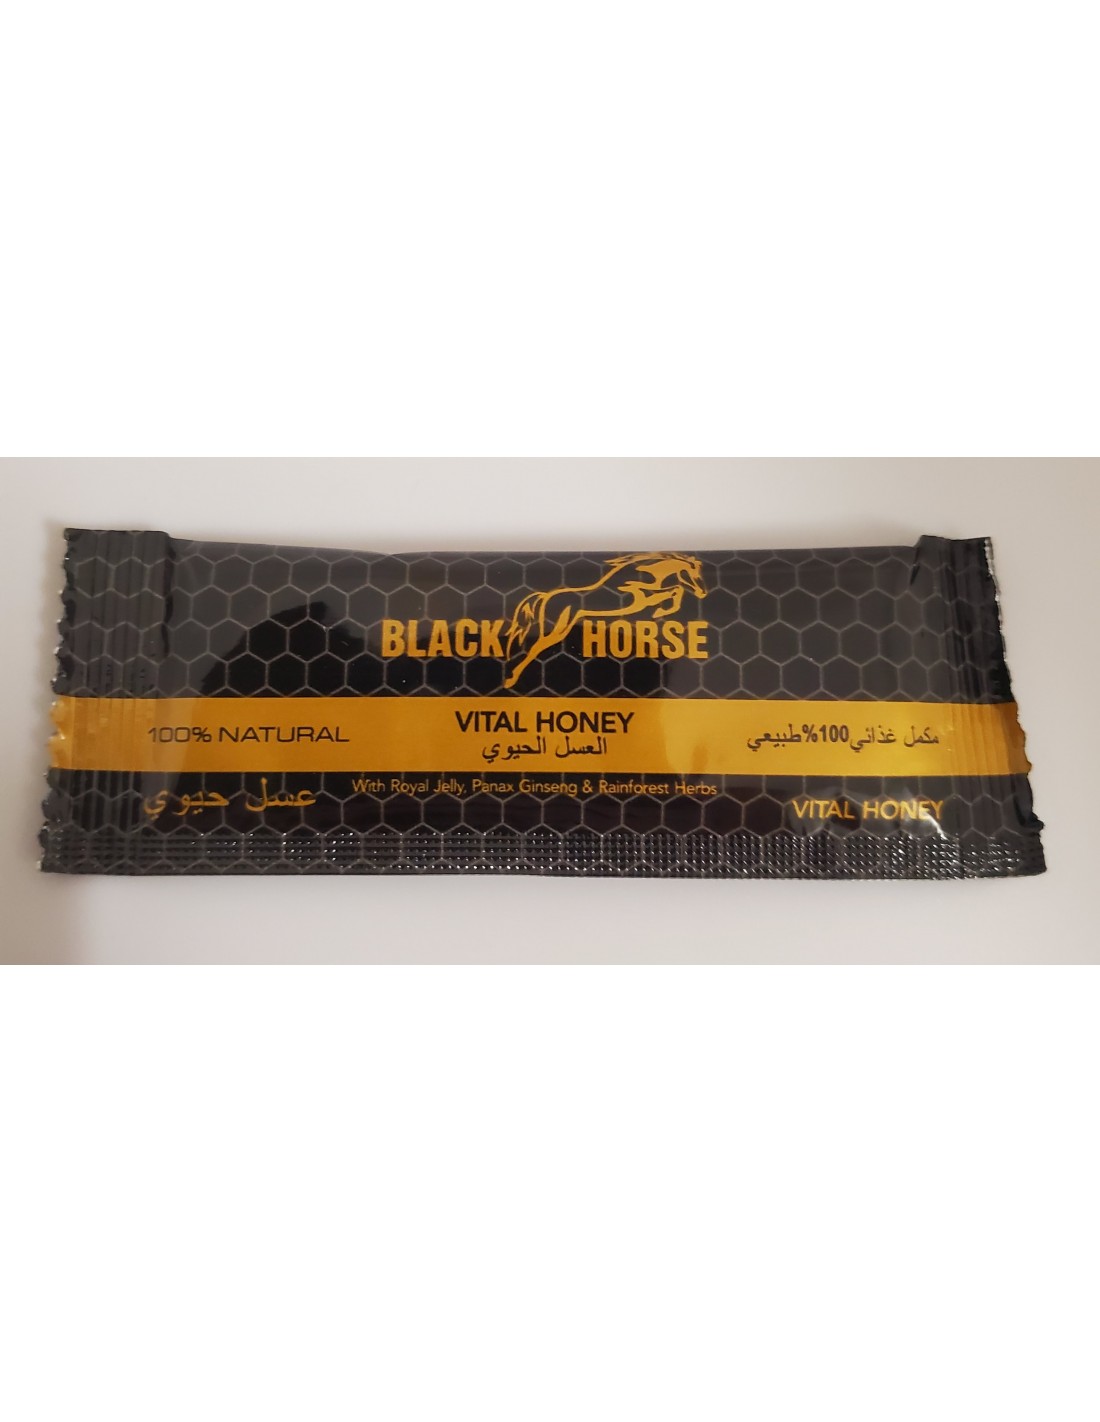 BLACK HORSE
100% NATURAL
VITAL HONEY
العسل الحيوي
مكمل غذائي 100% طبيعي
With Royal Jelly, Panax Ginseng & Rainforest Herbs
عسل حيوي
VITAL HONEY